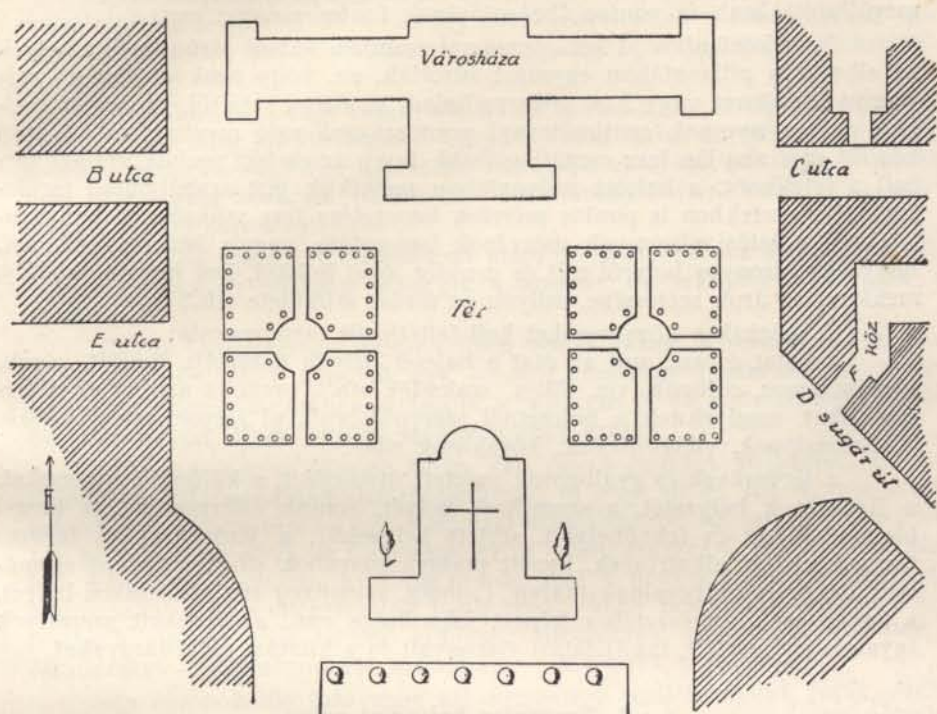 Városháza
B utca
C utca
Tér
E utca
F köz
D sugár út
É